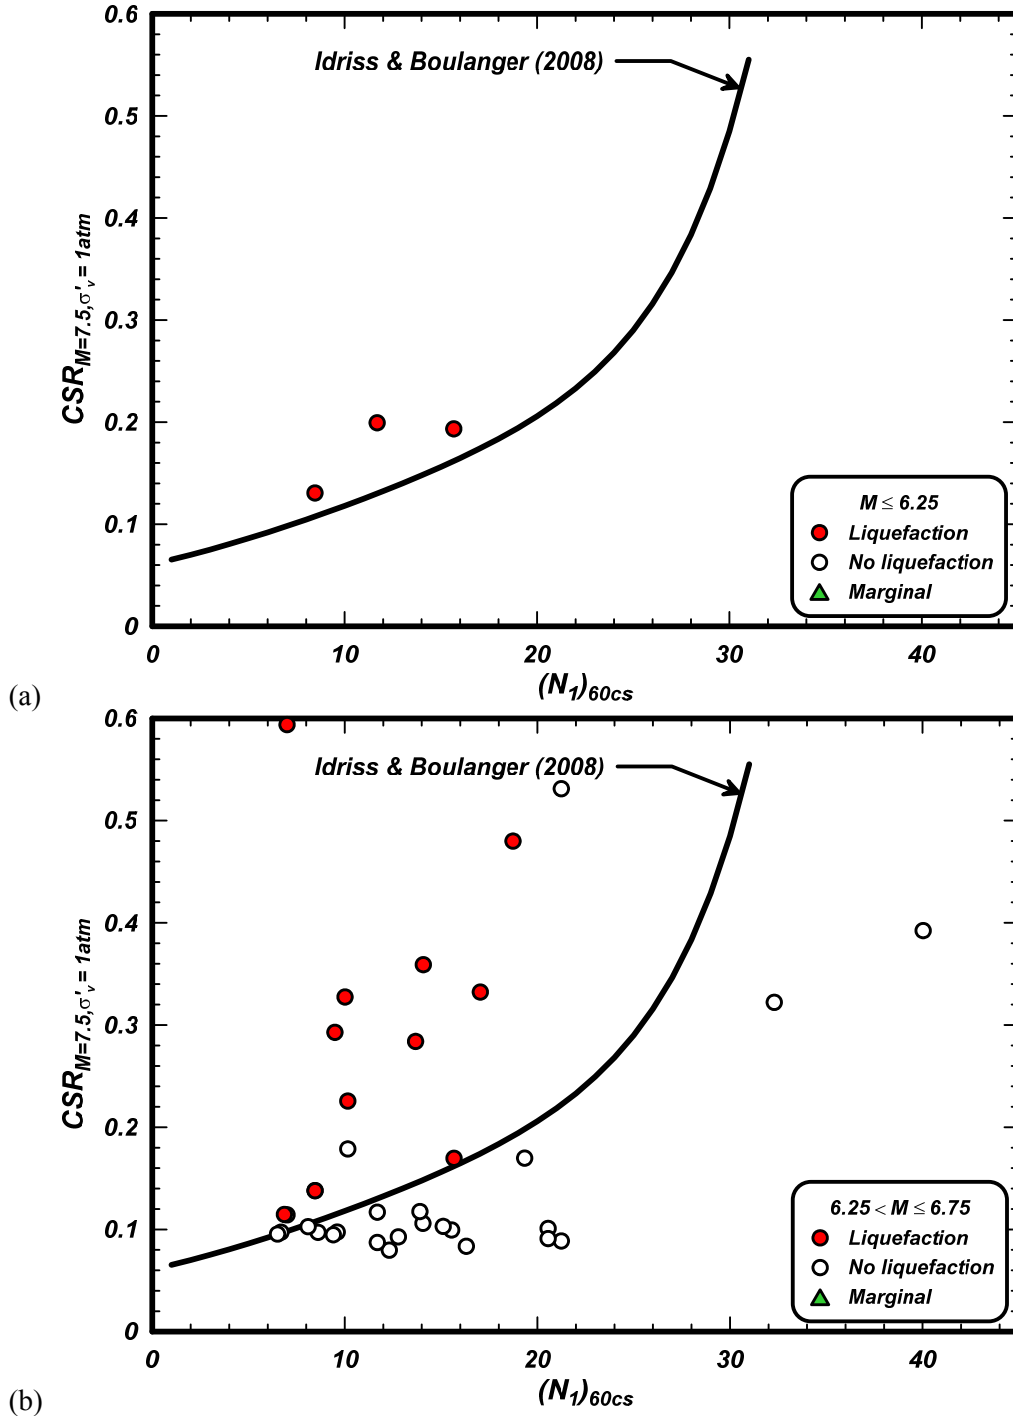 0.6
Idriss & Boulanger (2008)
0.5
0.4
CSR_M=7.5,σ'v = 1atm
0.3
0.2
M ≤ 6.25
0.1
Liquefaction
No liquefaction
Marginal
0
0 10 20 30 40
(N1)60cs
(a)
0.6
Idriss & Boulanger (2008)
0.5
0.4
CSR_M=7.5,σ'v = 1atm
0.3
0.2
6.25 < M ≤ 6.75
0.1
Liquefaction
No liquefaction
Marginal
0
0 10 20 30 40
(N1)60cs
(b)